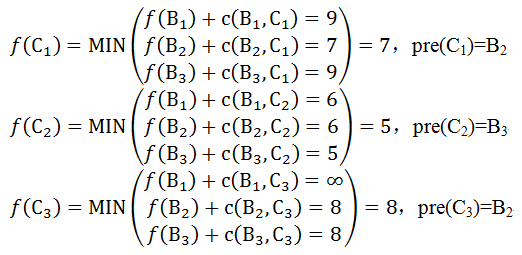 f(B₁) + c(B₁,C₁) = 9
f(C₁) = MIN f(B₂) + c(B₂,C₁) = 7 = 7，pre(C₁)=B₂
f(B₃) + c(B₃,C₁) = 9
f(B₁) + c(B₁,C₂) = 6
f(C₂) = MIN f(B₂) + c(B₂,C₂) = 6 = 5，pre(C₂)=B₃
f(B₃) + c(B₃,C₂) = 5
f(B₁) + c(B₁,C₃) = ∞
f(C₃) = MIN f(B₂) + c(B₂,C₃) = 8 = 8，pre(C₃)=B₂
f(B₃) + c(B₃,C₃) = 8